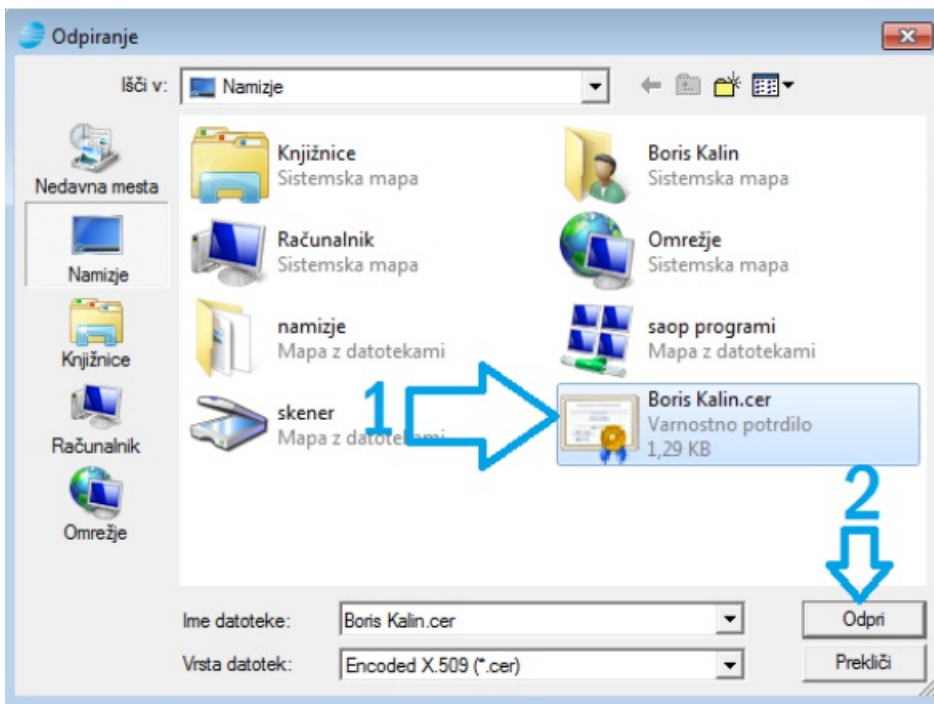 Odpiranje
Išči v:
Namizje
Nedavna mesta
Namizje
Knjižnice
Računalnik
Omrežje
Knjižnice
Sistemska mapa
Boris Kalin
Sistemska mapa
Računalnik
Sistemska mapa
Omrežje
Sistemska mapa
namizje
Mapa z datotekami
saop programi
Mapa z datotekami
skener
Mapa z datotekami
1
Boris Kalin.cer
Varnostno potrdilo
1,29 KB
2
Ime datoteke:
Boris Kalin.cer
Odpri
Vrsta datotek:
Encoded X.509 (*.cer)
Prekliči